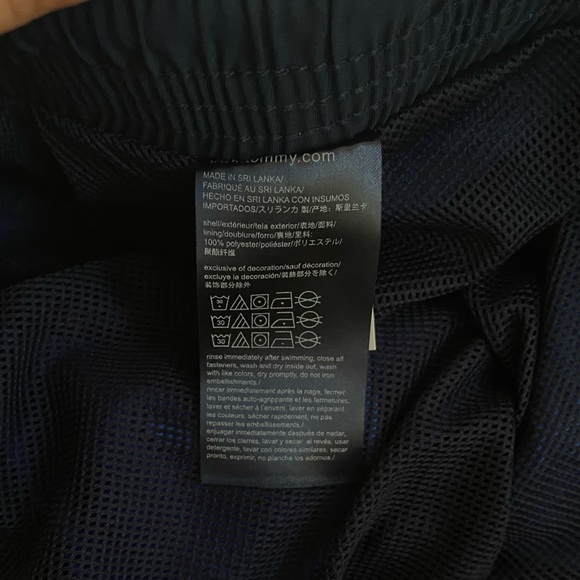 tommy.com
MADE IN SRI LANKA/
FABRIQUÉ AU SRI LANKA/
HECHO EN SRI LANKA CON INSUMOS
IMPORTADOS/スリランカ 製/产地: 斯里兰卡
shell/extérieur/tela exterior/表地/面料/
lining/doublure/forro/裏地/里料:
100% polyester/poliéster/ポリエステル/
聚酯纤维
exclusive of decoration/sauf décoration/
excluye la decoración/装飾部分を除く/
装饰部分除外
30
30
30
rinse immediately after swimming, close all
fasteners, wash and dry inside out, wash
with like colors, dry promptly, do not iron
embellishments./
rincer immédiatement après la nage, fermer
les bandes auto-agrippante et les fermetures,
laver et sécher à l'envers, laver en séparant
les couleurs, sécher rapidement, ne pas
repasser les embellissements./
enjuagar inmediatamente después de nadar,
cerrar los cierres, lavar y secar al revés, usar
detergente, lavar con colores similares, secar
pronto, exprimir, no planche los adornos./